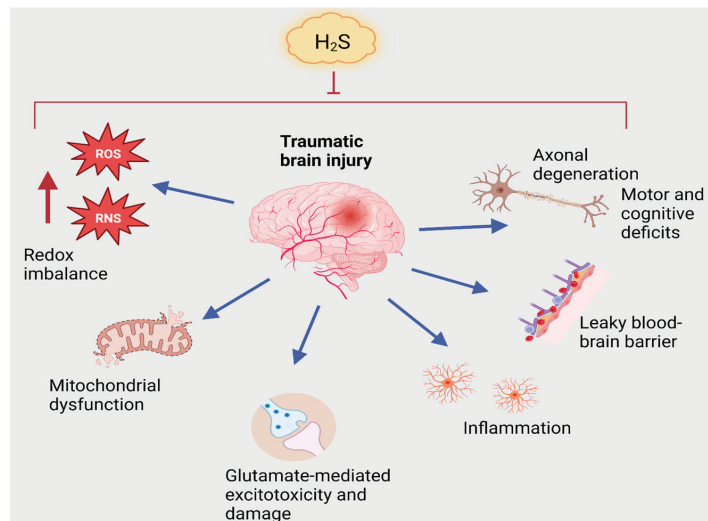 H₂S
Traumatic
brain injury
ROS
RNS
Redox
imbalance
Axonal
degeneration
Motor and
cognitive
deficits
Mitochondrial
dysfunction
Leaky blood-
brain barrier
Inflammation
Glutamate-mediated
excitotoxicity and
damage